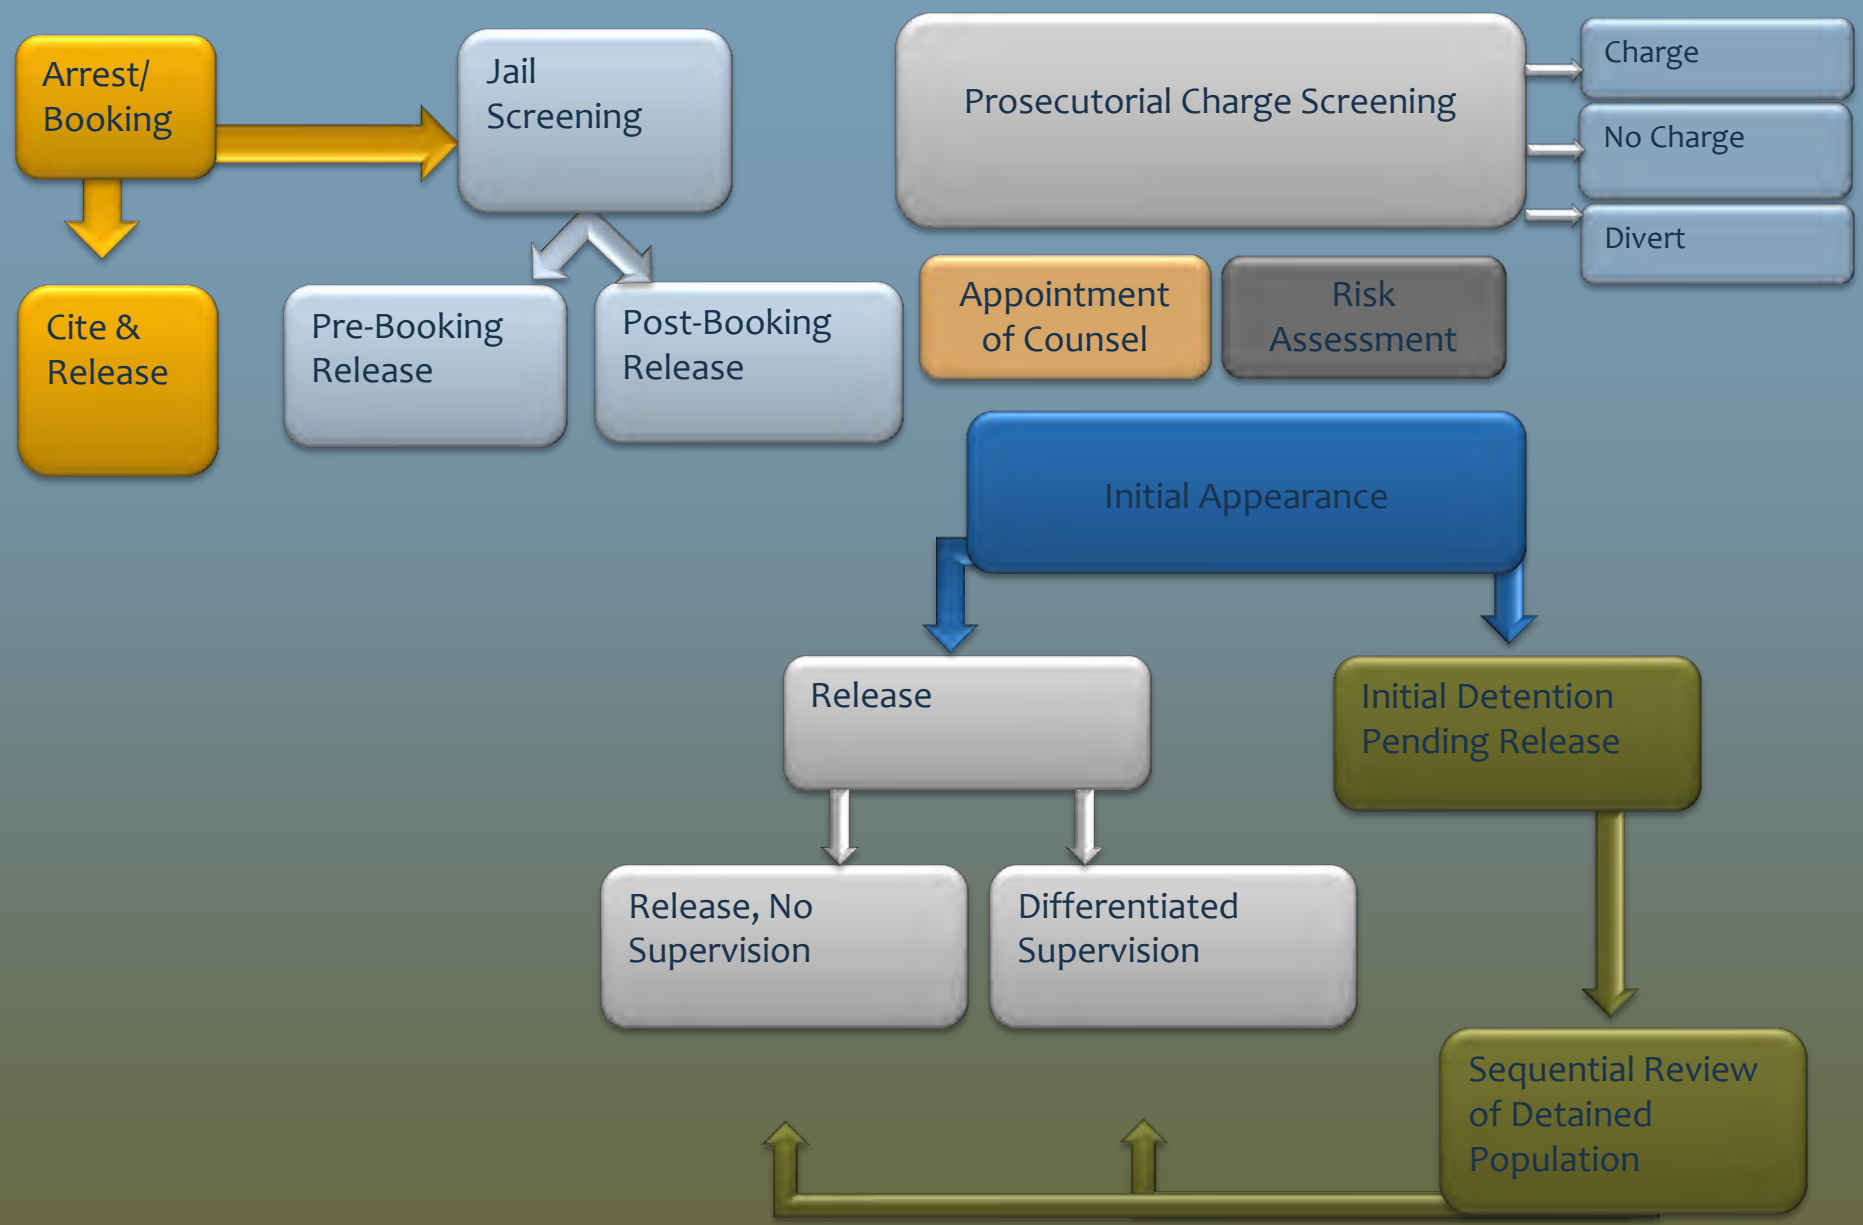 Arrest/
Booking
Jail
Screening
Prosecutorial Charge Screening
Charge
No Charge
Divert
Cite &
Release
Pre-Booking
Release
Post-Booking
Release
Appointment
of Counsel
Risk
Assessment
Initial Appearance
Release
Initial Detention
Pending Release
Release, No
Supervision
Differentiated
Supervision
Sequential Review
of Detained
Population